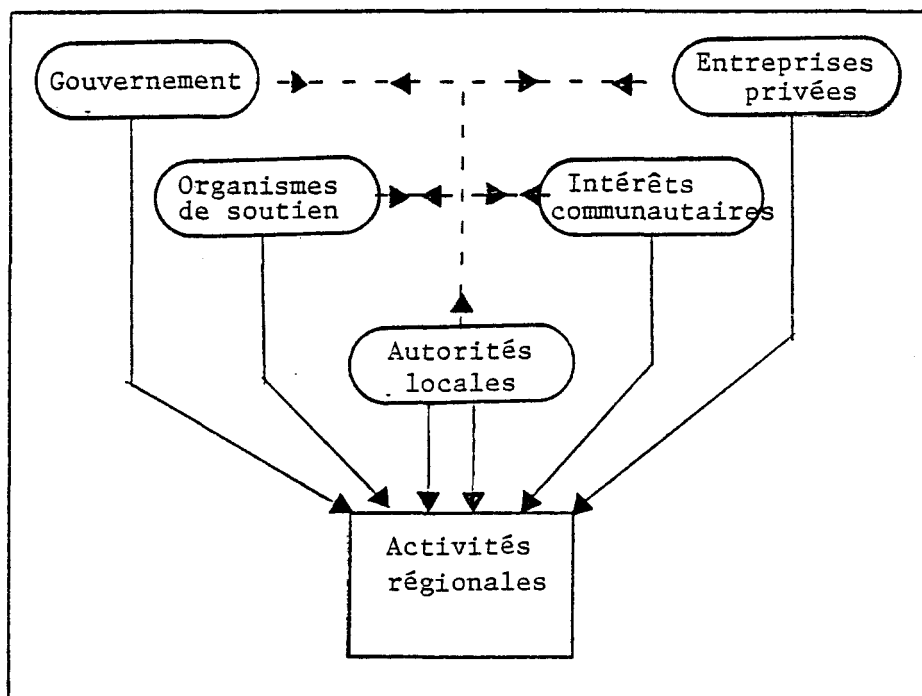 Gouvernement
Entreprises
privées
Organismes
de soutien
Intérêts
communautaires
Autorités
locales
Activités
régionales